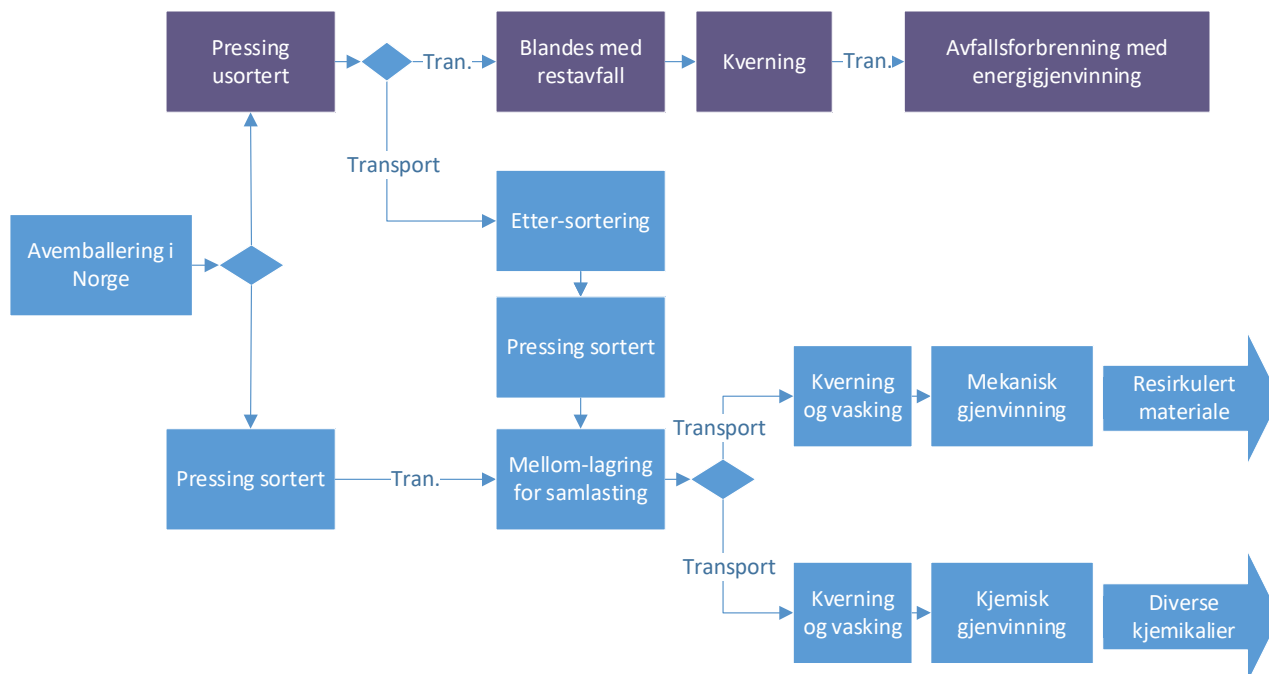 Pressing
usortert
Tran.
Blandes med
restavfall
Kverning
Tran.
Avfallsforbrenning med
energigjenvinning
Transport
Etter-sortering
Avemballering i
Norge
Pressing sortert
Kverning
og vasking
Mekanisk
gjenvinning
Resirkulert
materiale
Transport
Pressing sortert
Tran.
Mellom-lagring
for samlasting
Transport
Kverning
og vasking
Kjemisk
gjenvinning
Diverse
kjemikalier